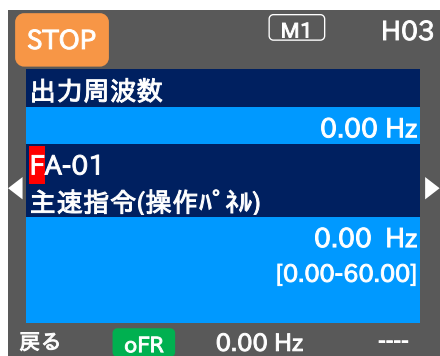 STOP M1 H03
出力周波数
0.00 Hz
FA-01
主速指令(操作ﾊﾟﾈﾙ)
0.00 Hz
[0.00-60.00]
戻る oFR 0.00 Hz ----